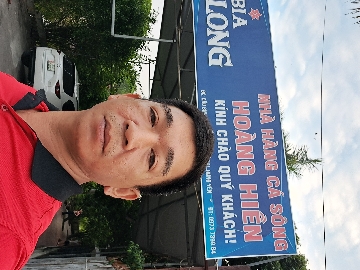 BIA
LONG
NHÀ HÀNG CÁ SÔNG
HOÀNG HIỀN
KÍNH CHÀO QUÝ KHÁCH!